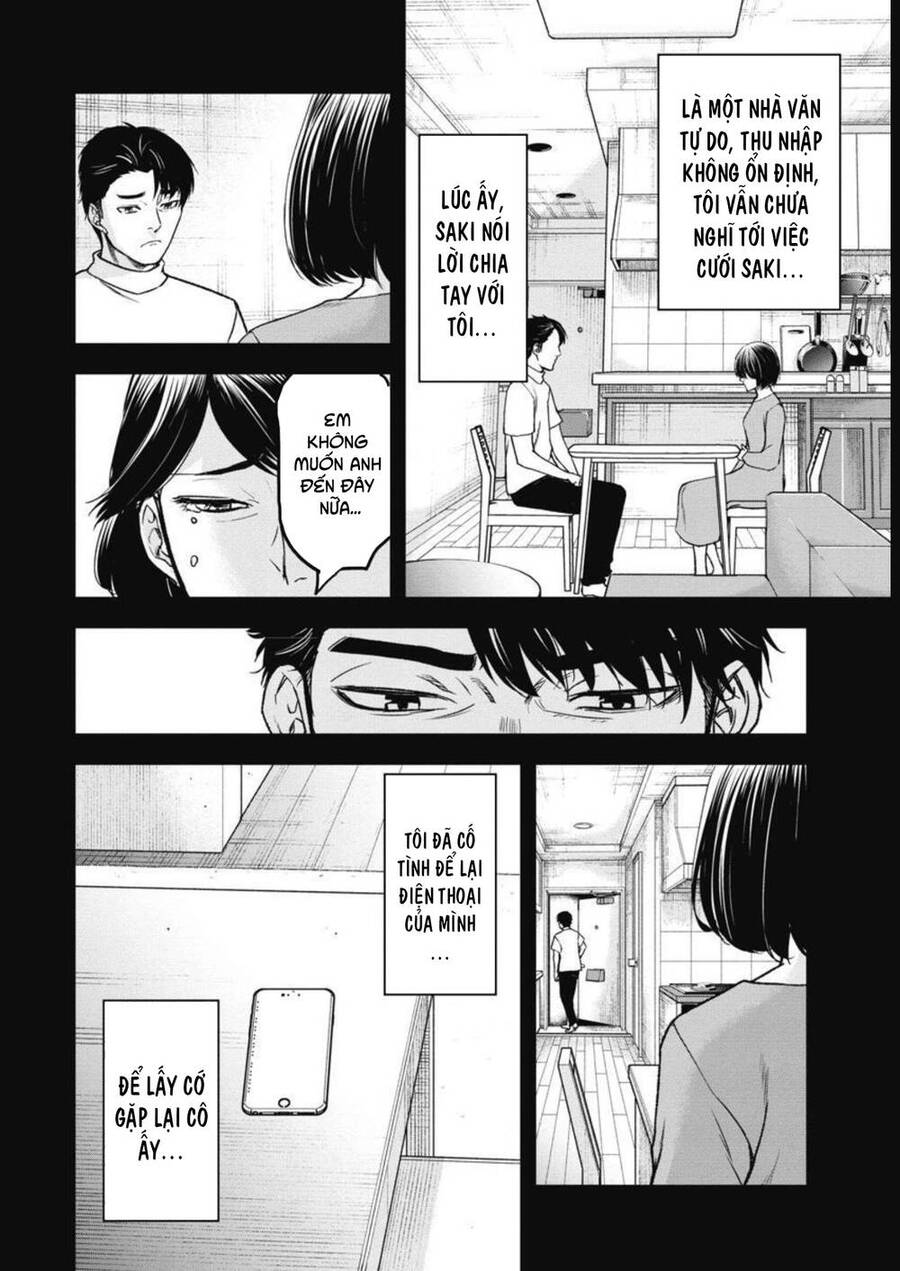 LÀ MỘT NHÀ VĂN
TỰ DO, THU NHẬP
KHÔNG ỔN ĐỊNH,
TÔI VẪN CHƯA
NGHĨ TỚI VIỆC
CƯỚI SAKI...
LÚC ẤY,
SAKI NÓI
LỜI CHIA
TAY VỚI
TÔI...
EM
KHÔNG
MUỐN ANH
ĐẾN ĐÂY
NỮA...
TÔI ĐÃ CỐ
TÌNH ĐỂ LẠI
ĐIỆN THOẠI
CỦA MÌNH
...
ĐỂ LẤY CỚ
GẶP LẠI CÔ
ẤY...